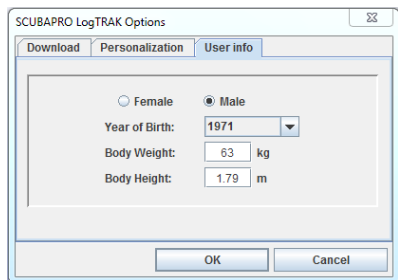 SCUBAPRO LogTRAK Options
Download Personalization User info
Female Male
Year of Birth: 1971
Body Weight: 63 kg
Body Height: 1.79 m
OK Cancel